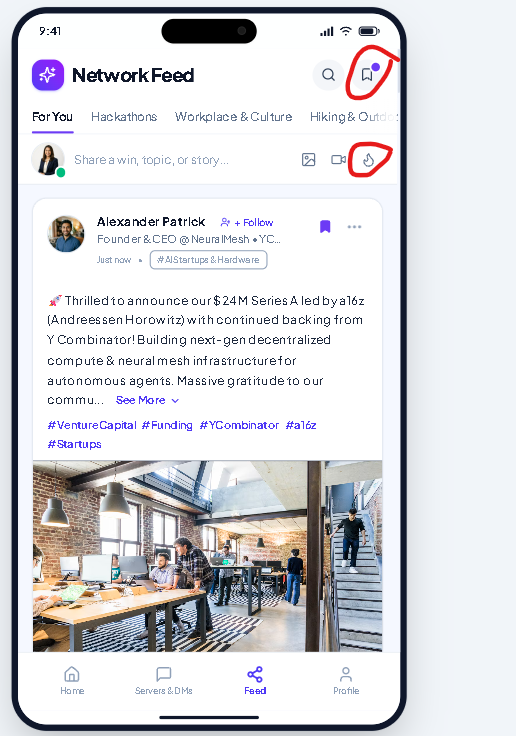 9:41
Network Feed
For You Hackathons Workplace & Culture Hiking & Outdo
Share a win, topic, or story...
Alexander Patrick + Follow
Founder & CEO @ NeuralMesh • YC...
Just now • #AI Startups & Hardware
🚀 Thrilled to announce our $24M Series A led by a16z
(Andreessen Horowitz) with continued backing from
Y Combinator! Building next-gen decentralized
compute & neural mesh infrastructure for
autonomous agents. Massive gratitude to our
commu... See More
#VentureCapital #Funding #YCombinator #a16z
#Startups
Home Servers & DMs Feed Profile